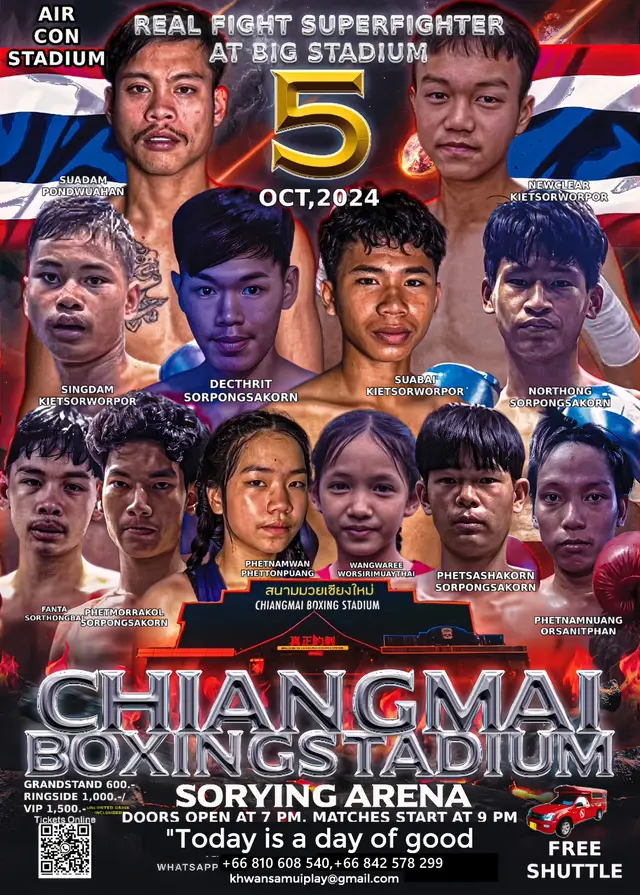 AIR
CON
STADIUM
REAL FIGHT SUPERFIGHTER
AT BIG STADIUM
5
OCT,2024
SUADAM
PONDWUAHAN
NEWCLEAR
KIETSORWORPOR
SINGDAM
KIETSORWORPOR
DECTHRIT
SORPONGSAKORN
SUABAI
KIETSORWORPOR
NORTHONG
SORPONGSAKORN
FANTA
SORTHONGBAI
PHETMORRAKOL
SORPONGSAKORN
PHETNAMWAN
PHETTONPUANG
WANGWAREE
WORSIRIMUAYTHAI
PHETSASHAKORN
SORPONGSAKORN
PHETNAMNUANG
ORSANITPHAN
สนามมวยเชียงใหม่
CHIANGMAI BOXING STADIUM
CHIANGMAI
BOXINGSTADIUM
GRANDSTAND 600.-
RINGSIDE 1,000.-/
VIP 1,500.-
UNLIMITED DRINK
INCLUDED
Tickets Online
SORYING ARENA
DOORS OPEN AT 7 PM. MATCHES START AT 9 PM
"Today is a day of good
WHATSAPP +66 810 608 540,+66 842 578 299
khwansamuiplay@gmail.com
FREE
SHUTTLE